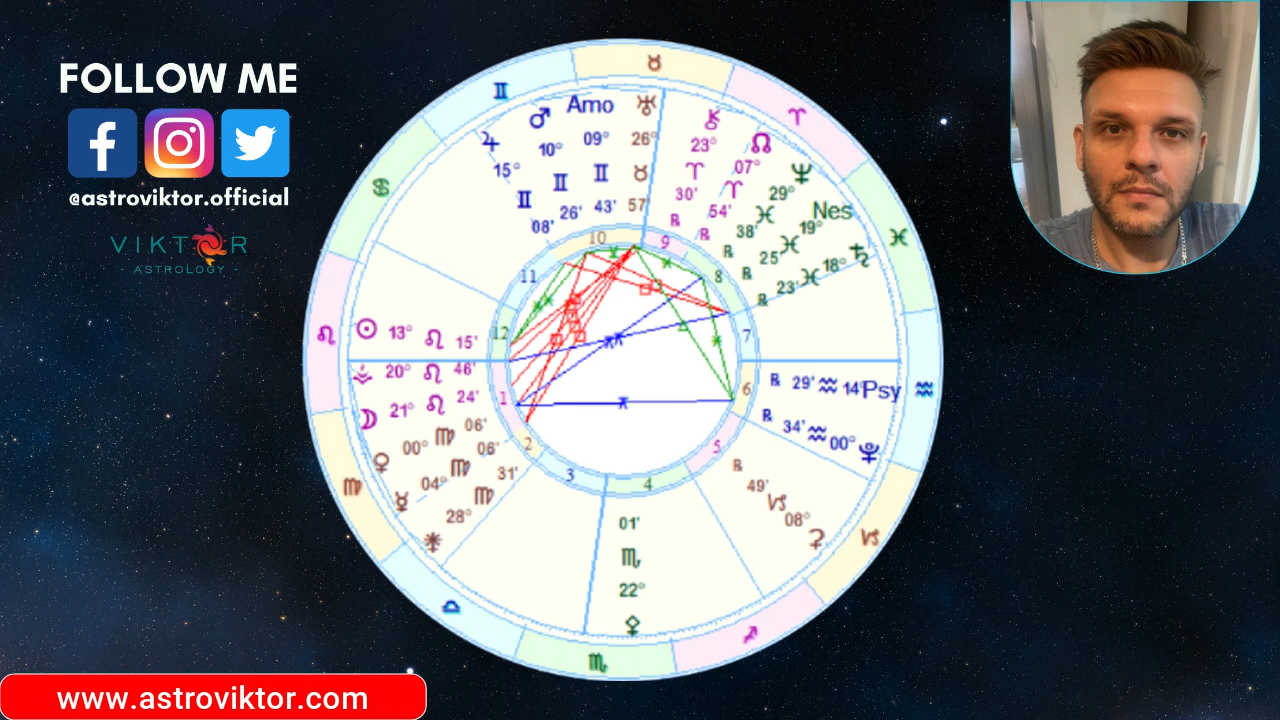 FOLLOW ME
@astroviktor.official
VIKTOR
- ASTROLOGY -
♊ ♉ ♈ ♋ ♓ ♌ ♒ ♍ ♑ ♎ ♐ ♏
♃ 15° ♊ 08'
♂ 10° ♊ 26'
Amo 09° ♊ 43'
♅ 26° ♉ 57'
⚷ 23° ♈ 30' ℞
☊ 07° ♈ 54' ℞
♆ 29° ♓ 38' ℞
Nes 19° ♓ 25' ℞
♄ 18° ♓ 23' ℞
☉ 13° ♌ 15'
⚶ 20° ♌ 46'
☽ 21° ♌ 24'
♀ 00° ♍ 06'
☿ 04° ♍ 06'
⚵ 28° ♍ 31'
01' ♏ 22° ⚴
℞ 49' ♑ 08° ⚳
℞ 34' ♒ 00° ♇
℞ 29' ♒ 14° Psy
10 9
11 8
12 7
1 6
2 5
3 4
www.astroviktor.com